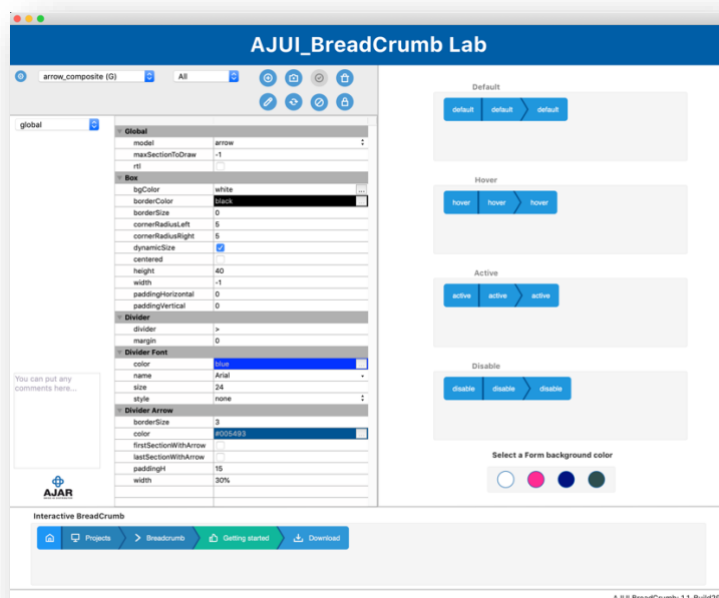 AJUI_BreadCrumb Lab
arrow_composite (G)
All
global
Global
model arrow
maxSectionToDraw -1
rtl
Box
bgColor white ...
borderColor black
borderSize 0
cornerRadiusLeft 5
cornerRadiusRight 5
dynamicSize
centered
height 40
width -1
paddingHorizontal 0
paddingVertical 0
Divider
divider >
margin 0
Divider Font
color blue
name Arial
size 24
style none
Divider Arrow
borderSize 3
color #005493
firstSectionWithArrow
lastSectionWithArrow
paddingH 15
width 30%
You can put any
comments here...
AJAR
Default
default default default
Hover
hover hover hover
Active
active active active
Disable
disable disable disable
Select a Form background color
Interactive BreadCrumb
Projects Breadcrumb Getting started Download